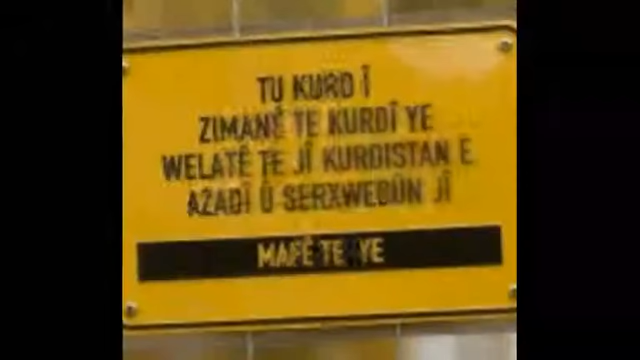 TU KURD Î
ZIMANÊ TE KURDÎ YE
WELATÊ TE JÎ KURDISTAN E
AZADÎ Û SERXWEBÛN JÎ
MAFÊ TE YE